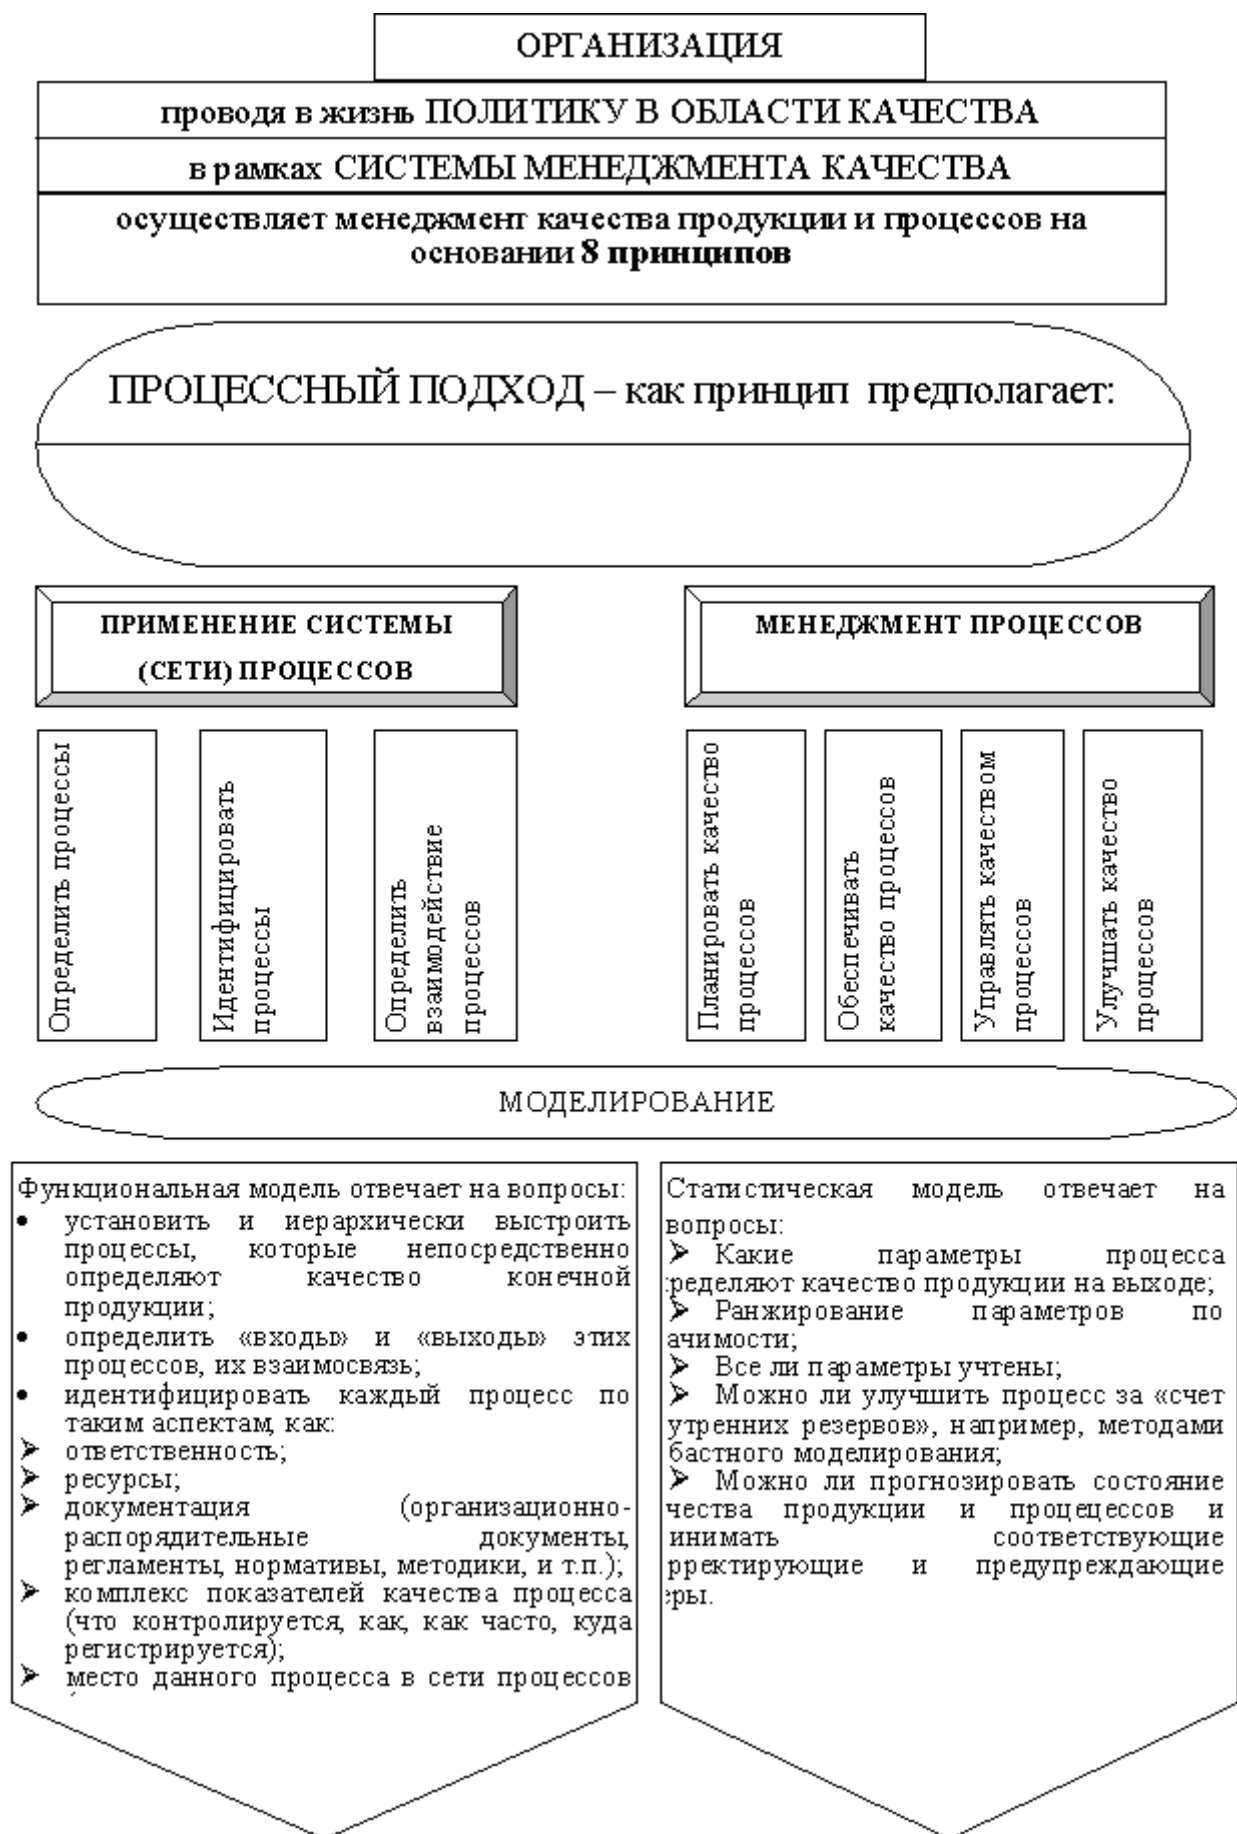 ОРГАНИЗАЦИЯ
проводя в жизнь ПОЛИТИКУ В ОБЛАСТИ КАЧЕСТВА
в рамках СИСТЕМЫ МЕНЕДЖМЕНТА КАЧЕСТВА
осуществляет менеджмент качества продукции и процессов на
основании 8 принципов
ПРОЦЕССНЫЙ ПОДХОД – как принцип предполагает:
ПРИМЕНЕНИЕ СИСТЕМЫ
(СЕТИ) ПРОЦЕССОВ
МЕНЕДЖМЕНТ ПРОЦЕССОВ
Определить процессы
Идентифицировать
процессы
Определить
взаимодействие
процессов
Планировать качество
процессов
Обеспечивать
качество процессов
Управлять качеством
процессов
Улучшать качество
процессов
МОДЕЛИРОВАНИЕ
Функциональная модель отвечает на вопросы:
• установить и иерархически выстроить
процессы, которые непосредственно
определяют качество конечной
продукции;
• определить «входы» и «выходы» этих
процессов, их взаимосвязь;
• идентифицировать каждый процесс по
таким аспектам, как:
➢ ответственность;
➢ ресурсы;
➢ документация (организационно-
распорядительные документы,
регламенты, нормативы, методики, и т.п.);
➢ комплекс показателей качества процесса
(что контролируется, как, как часто, куда
регистрируется);
➢ место данного процесса в сети процессов
Статистическая модель отвечает на
вопросы:
➢ Какие параметры процесса
ределяют качество продукции на выходе;
➢ Ранжирование параметров по
ачимости;
➢ Все ли параметры учтены;
➢ Можно ли улучшить процесс за «счет
утренних резервов», например, методами
бастного моделирования;
➢ Можно ли прогнозировать состояние
чества продукции и процецессов и
инимать соответствующие
рректирующие и предупреждающие
еры.